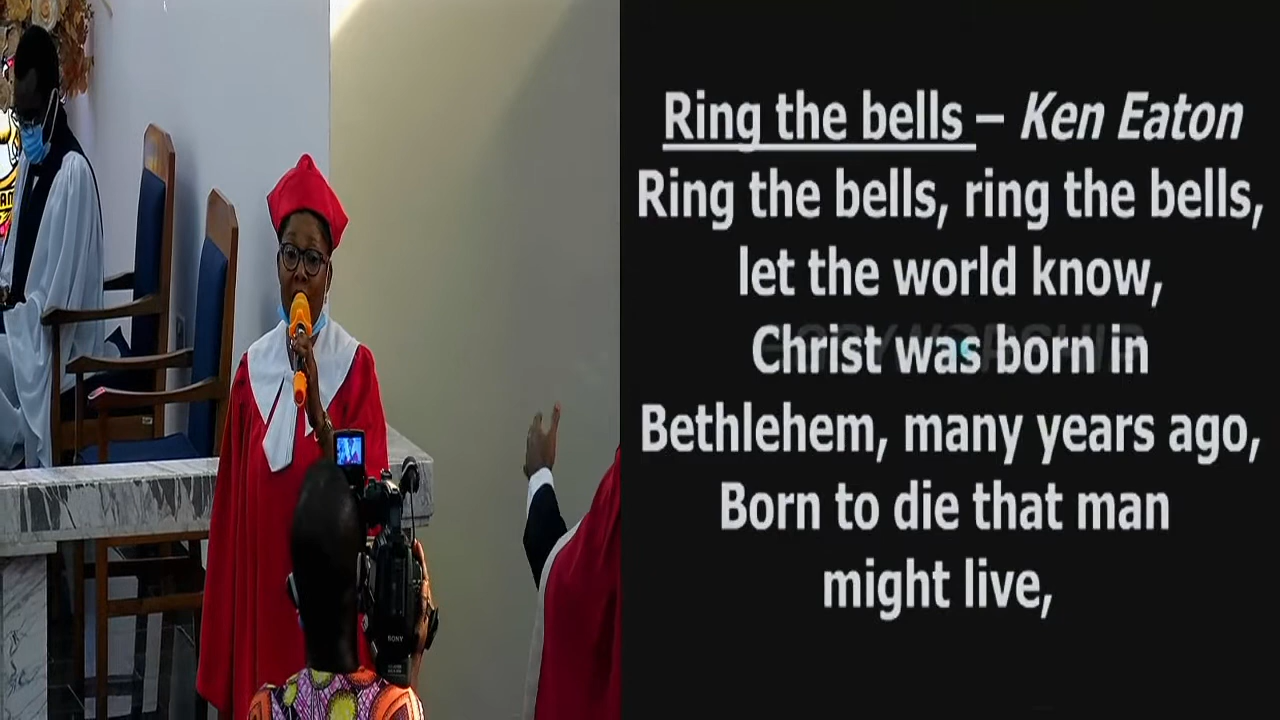 Ring the bells – Ken Eaton
Ring the bells, ring the bells,
let the world know,
Christ was born in
Bethlehem, many years ago,
Born to die that man
might live,
SONY